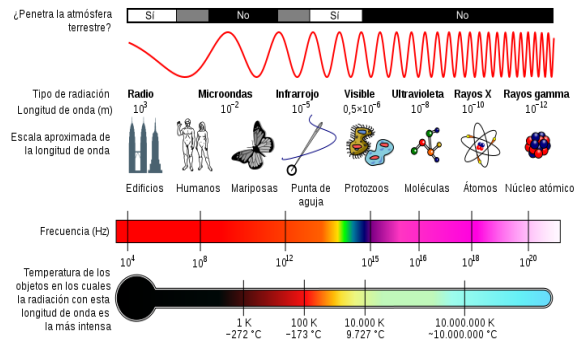 ¿Penetra la atmósfera
terrestre?
Sí No Sí No
Tipo de radiación Radio Microondas Infrarrojo Visible Ultravioleta Rayos X Rayos gamma
Longitud de onda (m) 10³ 10⁻² 10⁻⁵ 0,5×10⁻⁶ 10⁻⁸ 10⁻¹⁰ 10⁻¹²
Escala aproximada de
la longitud de onda
Edificios Humanos Mariposas Punta de
aguja Protozoos Moléculas Átomos Núcleo atómico
Frecuencia (Hz)
10⁴ 10⁸ 10¹² 10¹⁵ 10¹⁶ 10¹⁸ 10²⁰
Temperatura de los
objetos en los cuales
la radiación con esta
longitud de onda es
la más intensa
1 K 100 K 10.000 K 10.000.000 K
−272 °C −173 °C 9.727 °C ~10.000.000 °C